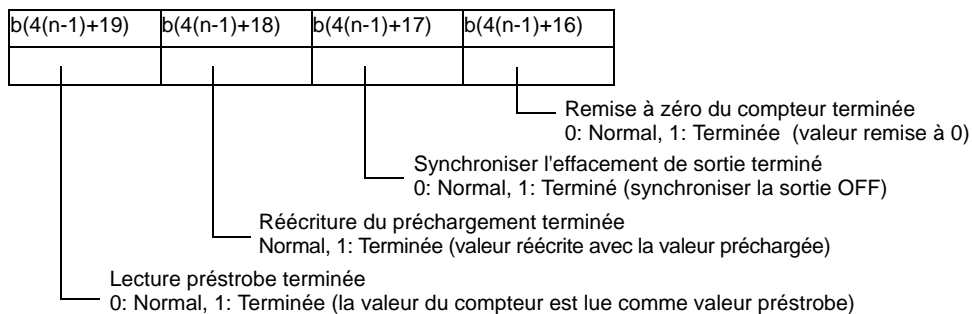 b(4(n-1)+19) b(4(n-1)+18) b(4(n-1)+17) b(4(n-1)+16)
Remise à zéro du compteur terminée
0: Normal, 1: Terminée (valeur remise à 0)
Synchroniser l'effacement de sortie terminé
0: Normal, 1: Terminé (synchroniser la sortie OFF)
Réécriture du préchargement terminée
Normal, 1: Terminée (valeur réécrite avec la valeur préchargée)
Lecture préstrobe terminée
0: Normal, 1: Terminée (la valeur du compteur est lue comme valeur préstrobe)